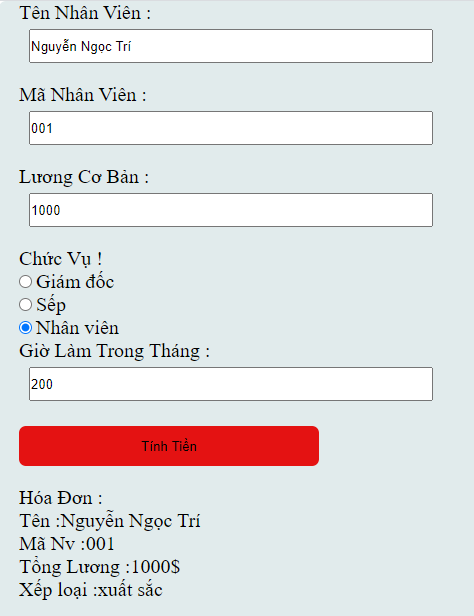 Tên Nhân Viên :
Nguyễn Ngọc Trí
Mã Nhân Viên :
001
Lương Cơ Bản :
1000
Chức Vụ !
Giám đốc
Sếp
Nhân viên
Giờ Làm Trong Tháng :
200
Tính Tiền
Hóa Đơn :
Tên :Nguyễn Ngọc Trí
Mã Nv :001
Tổng Lương :1000$
Xếp loại :xuất sắc